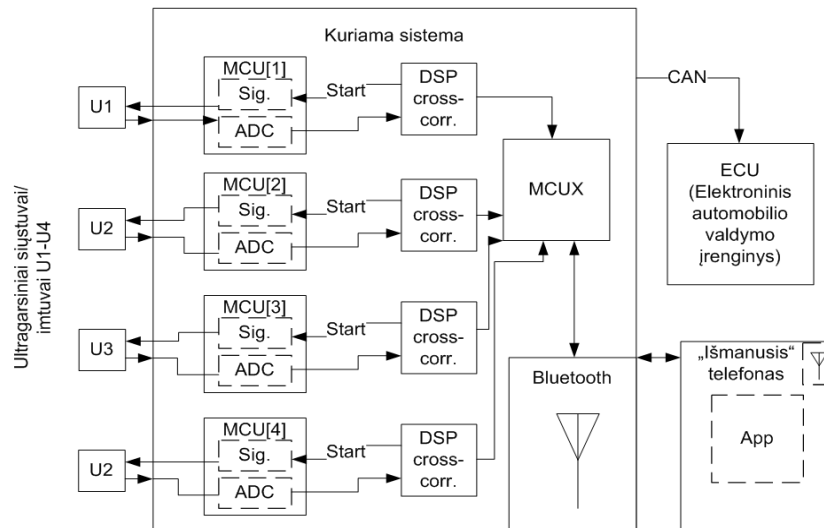 Kuriama sistema
Ultragarsiniai siųstuvai/
imtuvai U1-U4
U1
MCU[1]
Sig.
ADC
Start
DSP
cross-
corr.
U2
MCU[2]
Sig.
ADC
Start
DSP
cross-
corr.
U3
MCU[3]
Sig.
ADC
Start
DSP
cross-
corr.
U2
MCU[4]
Sig.
ADC
Start
DSP
cross-
corr.
MCUX
Bluetooth
CAN
ECU
(Elektroninis
automobilio
valdymo
įrenginys)
„Išmanusis“
telefonas
App